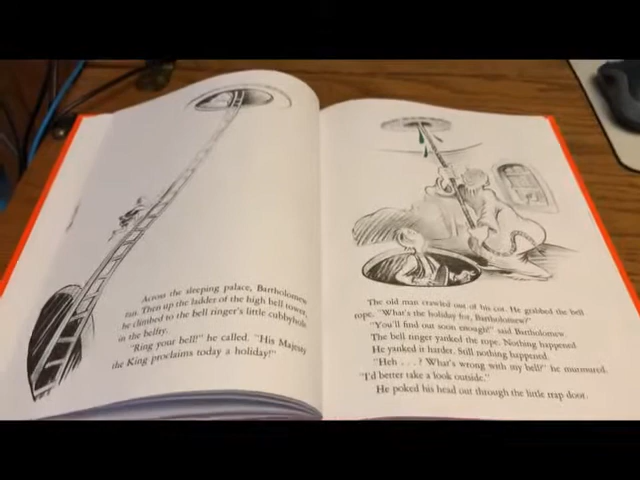 Across the sleeping palace, Bartholomew
ran. Then up the ladder of the high bell tower,
he climbed to the bell ringer's little cubbyhole
in the belfry.
"Ring your bell!" he called. "His Majesty
the King proclaims today a holiday!"
The old man crawled out of his cot. He grabbed the bell
rope. "What's the holiday for, Bartholomew?"
"You'll find out soon enough!" said Bartholomew.
The bell ringer yanked the rope. Nothing happened.
He yanked it harder. Still nothing happened.
"Heh . . . ? What's wrong with my bell?" he murmured.
"I'd better take a look outside."
He poked his head out through the little trap door.